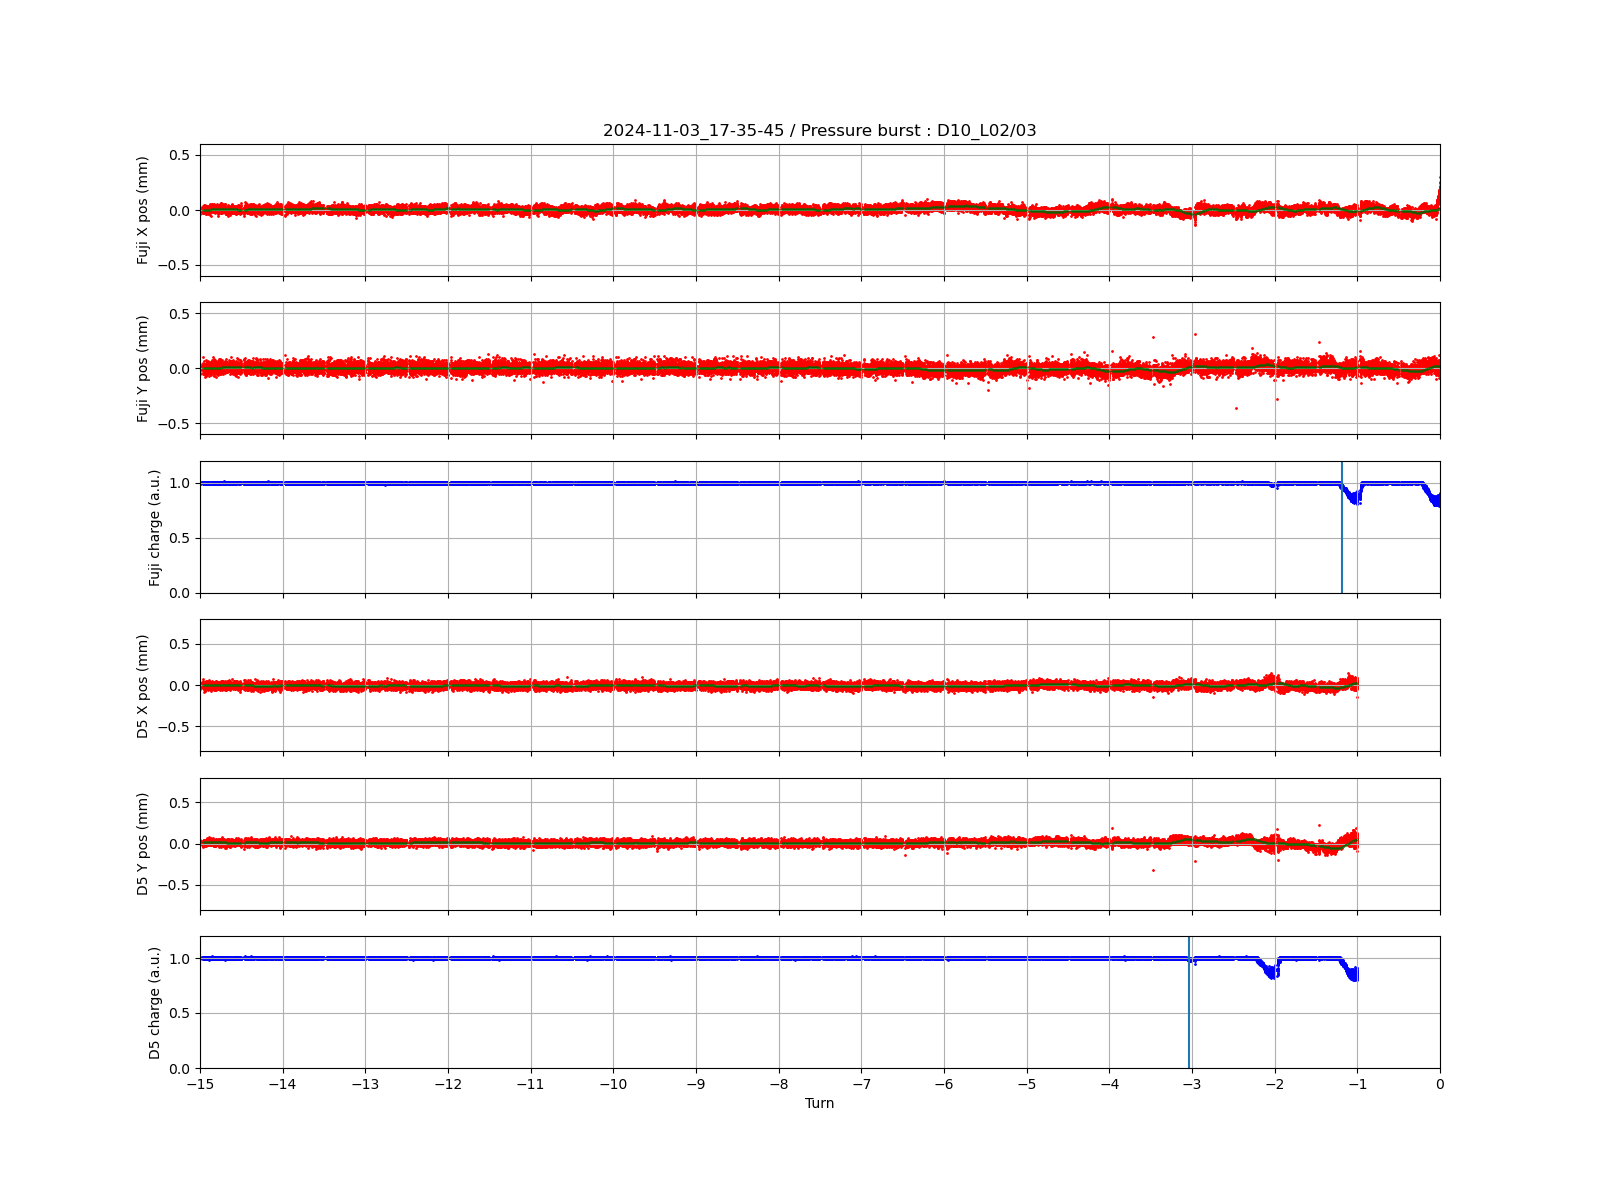 2024-11-03_17-35-45 / Pressure burst : D10_L02/03
Fuji X pos (mm)
0.5
0.0
−0.5
Fuji Y pos (mm)
0.5
0.0
−0.5
Fuji charge (a.u.)
1.0
0.5
0.0
D5 X pos (mm)
0.5
0.0
−0.5
D5 Y pos (mm)
0.5
0.0
−0.5
D5 charge (a.u.)
1.0
0.5
0.0
−15 −14 −13 −12 −11 −10 −9 −8 −7 −6 −5 −4 −3 −2 −1 0
Turn